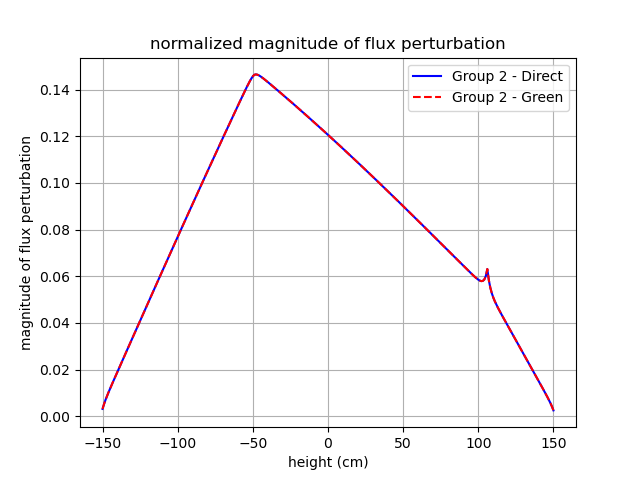 normalized magnitude of flux perturbation
Group 2 - Direct
Group 2 - Green
magnitude of flux perturbation
0.14
0.12
0.10
0.08
0.06
0.04
0.02
0.00
−150 −100 −50 0 50 100 150
height (cm)